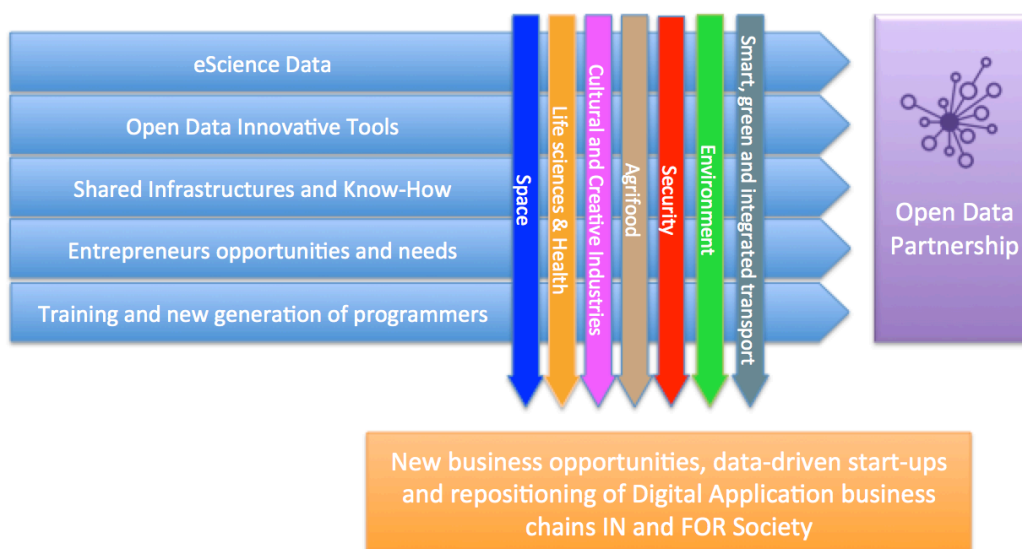 eScience Data
Open Data Innovative Tools
Shared Infrastructures and Know-How
Entrepreneurs opportunities and needs
Training and new generation of programmers
Space
Life sciences & Health
Cultural and Creative Industries
Agrifood
Security
Environment
Smart, green and integrated transport
Open Data
Partnership
New business opportunities, data-driven start-ups
and repositioning of Digital Application business
chains IN and FOR Society